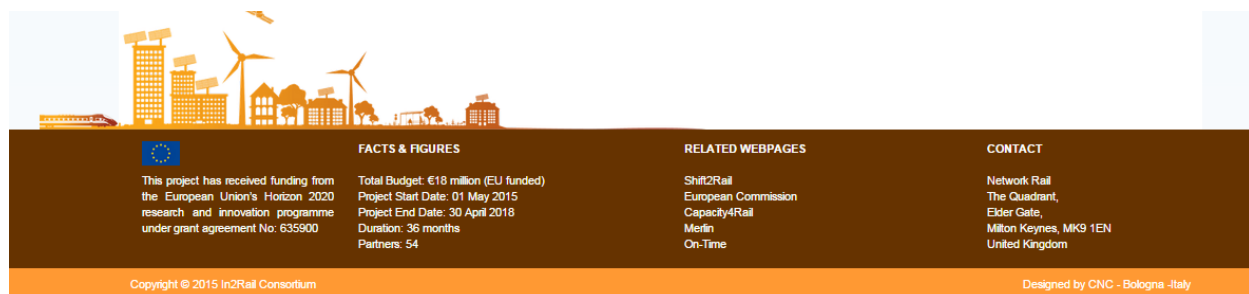 This project has received funding from
the European Union's Horizon 2020
research and innovation programme
under grant agreement No: 635900
FACTS & FIGURES
Total Budget: €18 million (EU funded)
Project Start Date: 01 May 2015
Project End Date: 30 April 2018
Duration: 36 months
Partners: 54
RELATED WEBPAGES
Shift2Rail
European Commission
Capacity4Rail
Merlin
On-Time
CONTACT
Network Rail
The Quadrant,
Elder Gate,
Milton Keynes, MK9 1EN
United Kingdom
Copyright © 2015 In2Rail Consortium
Designed by CNC - Bologna -Italy